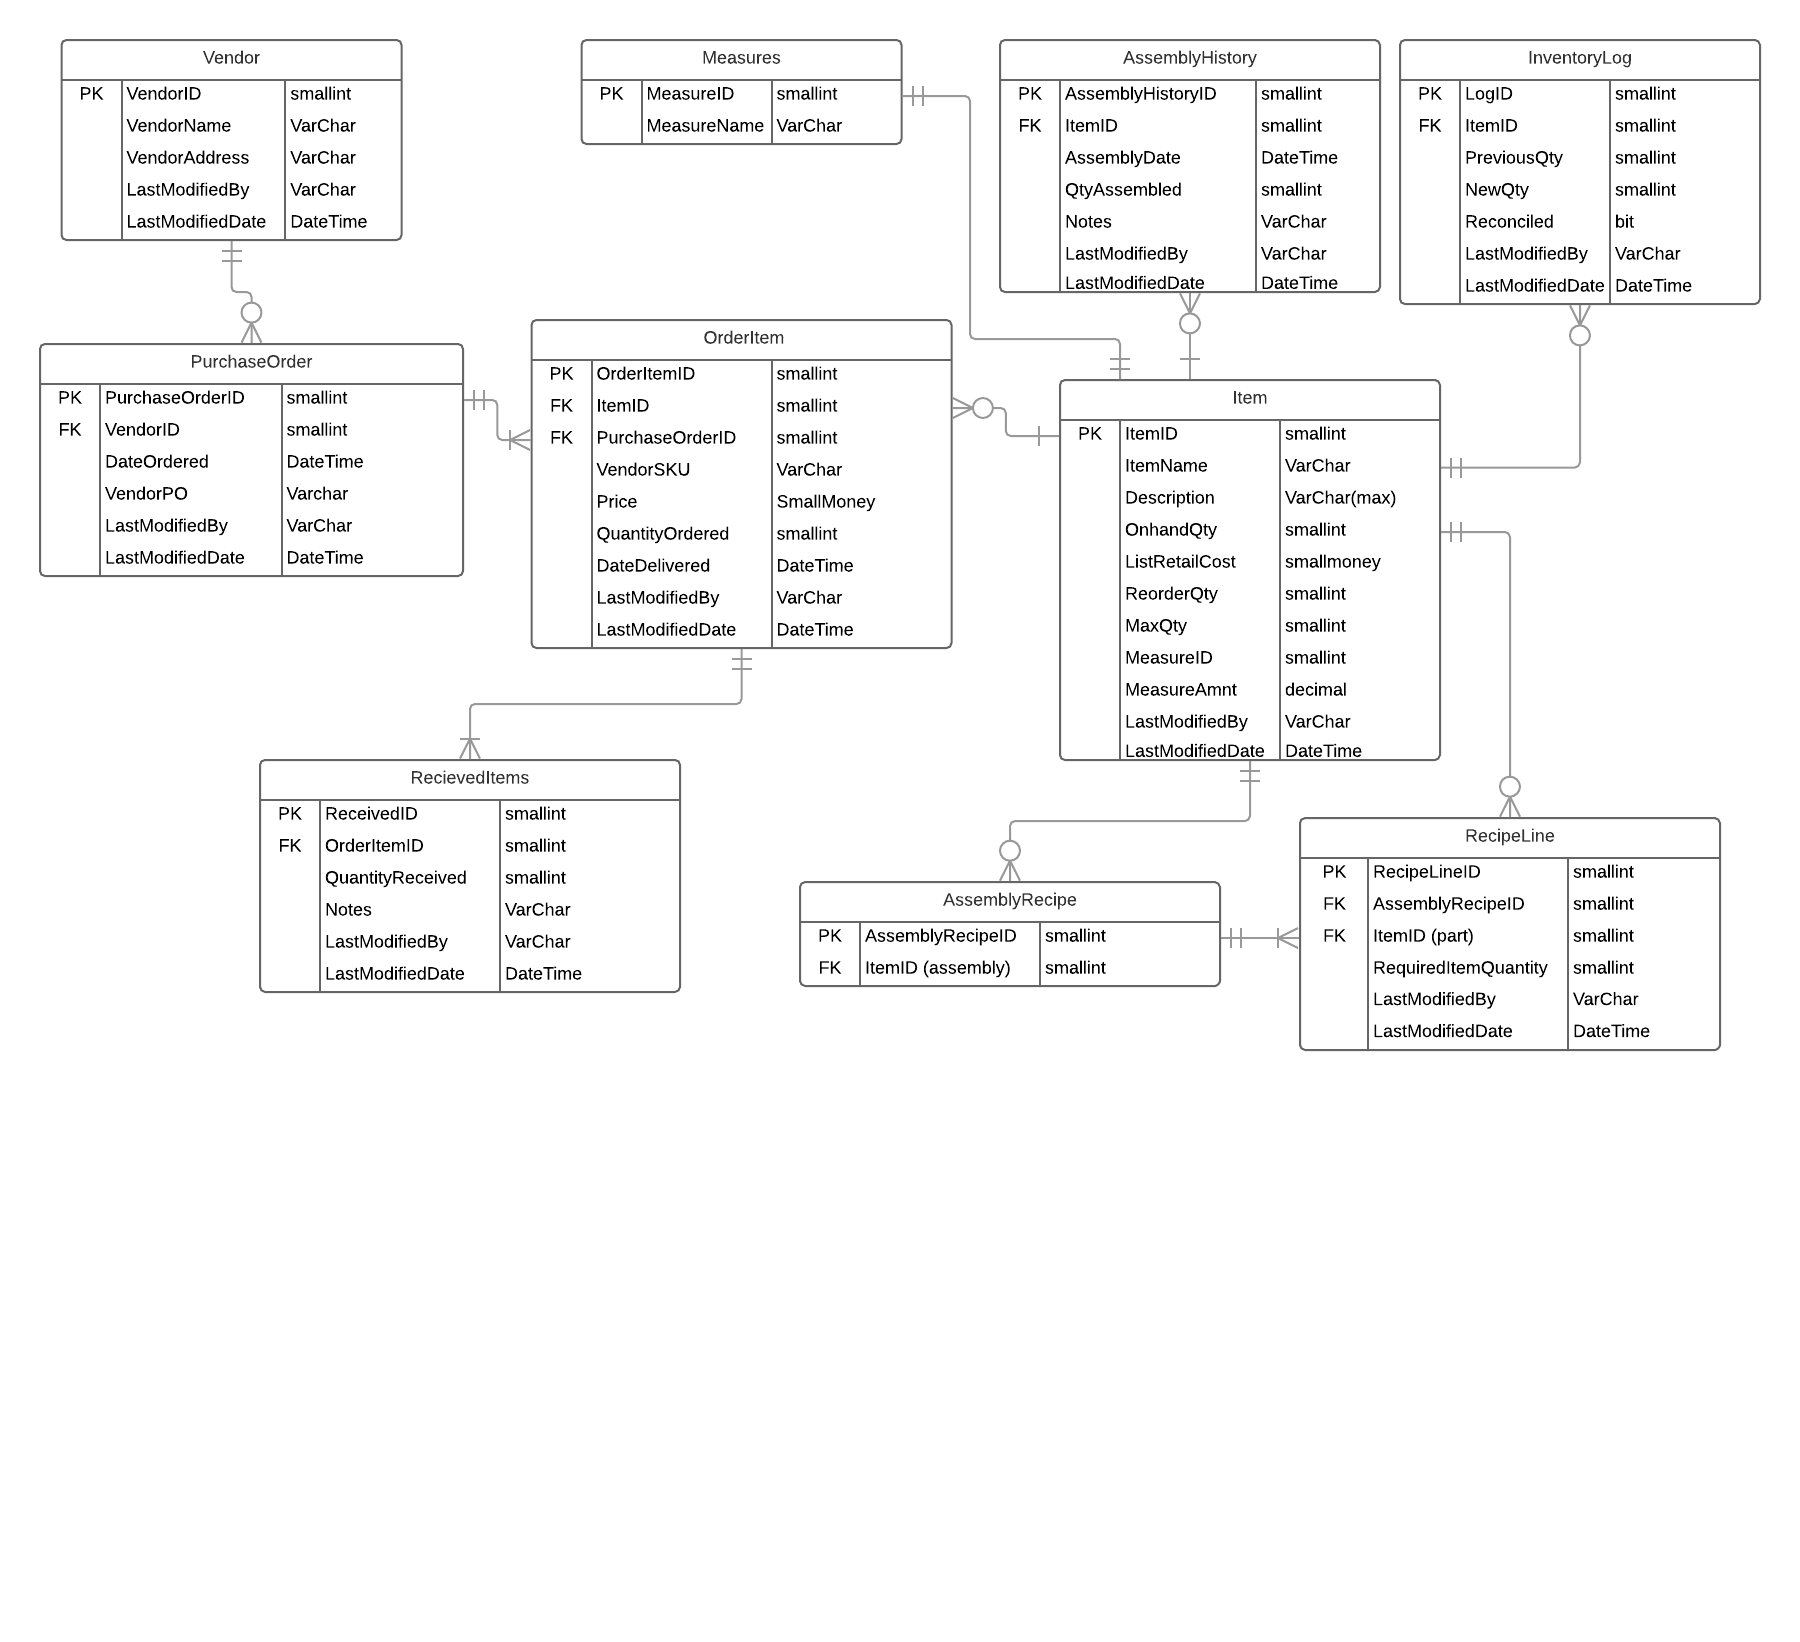 Vendor
PK VendorID smallint
VendorName VarChar
VendorAddress VarChar
LastModifiedBy VarChar
LastModifiedDate DateTime
Measures
PK MeasureID smallint
MeasureName VarChar
AssemblyHistory
PK AssemblyHistoryID smallint
FK ItemID smallint
AssemblyDate DateTime
QtyAssembled smallint
Notes VarChar
LastModifiedBy VarChar
LastModifiedDate DateTime
InventoryLog
PK LogID smallint
FK ItemID smallint
PreviousQty smallint
NewQty smallint
Reconciled bit
LastModifiedBy VarChar
LastModifiedDate DateTime
PurchaseOrder
PK PurchaseOrderID smallint
FK VendorID smallint
DateOrdered DateTime
VendorPO Varchar
LastModifiedBy VarChar
LastModifiedDate DateTime
OrderItem
PK OrderItemID smallint
FK ItemID smallint
FK PurchaseOrderID smallint
VendorSKU VarChar
Price SmallMoney
QuantityOrdered smallint
DateDelivered DateTime
LastModifiedBy VarChar
LastModifiedDate DateTime
Item
PK ItemID smallint
ItemName VarChar
Description VarChar(max)
OnhandQty smallint
ListRetailCost smallmoney
ReorderQty smallint
MaxQty smallint
MeasureID smallint
MeasureAmnt decimal
LastModifiedBy VarChar
LastModifiedDate DateTime
RecievedItems
PK ReceivedID smallint
FK OrderItemID smallint
QuantityReceived smallint
Notes VarChar
LastModifiedBy VarChar
LastModifiedDate DateTime
AssemblyRecipe
PK AssemblyRecipeID smallint
FK ItemID (assembly) smallint
RecipeLine
PK RecipeLineID smallint
FK AssemblyRecipeID smallint
FK ItemID (part) smallint
RequiredItemQuantity smallint
LastModifiedBy VarChar
LastModifiedDate DateTime